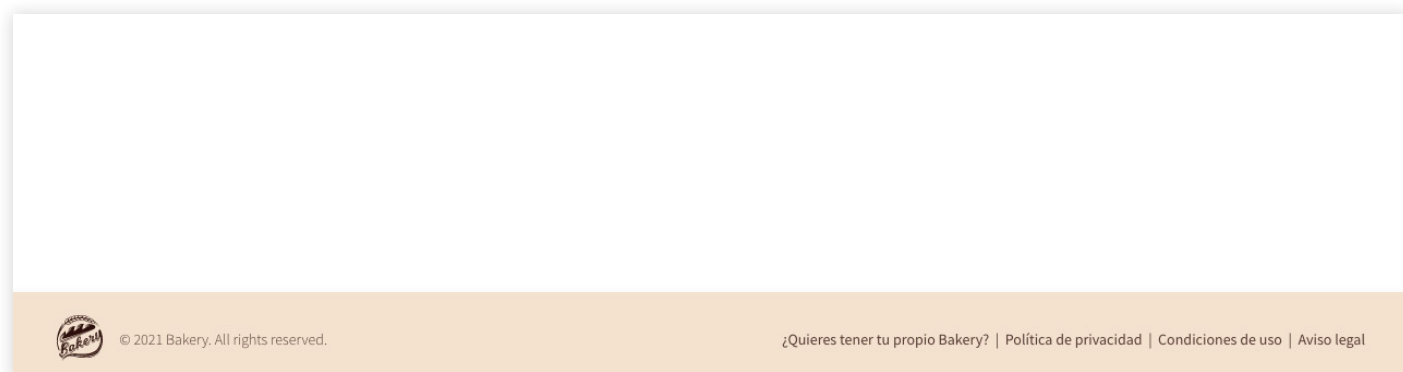 Bakery
© 2021 Bakery. All rights reserved.
¿Quieres tener tu propio Bakery? | Política de privacidad | Condiciones de uso | Aviso legal